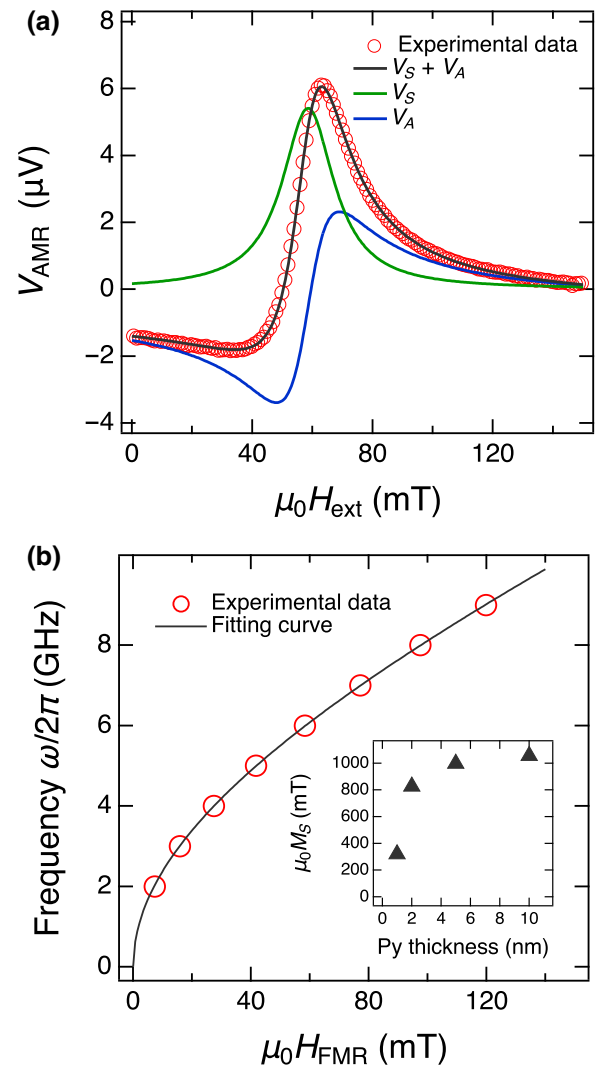 (a)
Experimental data
V_S + V_A
V_S
V_A
V_AMR (μV)
6
4
2
0
−2
−4
0 40 80 120
μ₀H_ext (mT)
(b)
Experimental data
Fitting curve
Frequency ω/2π (GHz)
8
6
4
2
0
0 40 80 120
μ₀H_FMR (mT)
μ₀M_S (mT)
1000
800
600
400
200
0
0 2 4 6 8 10
Py thickness (nm)